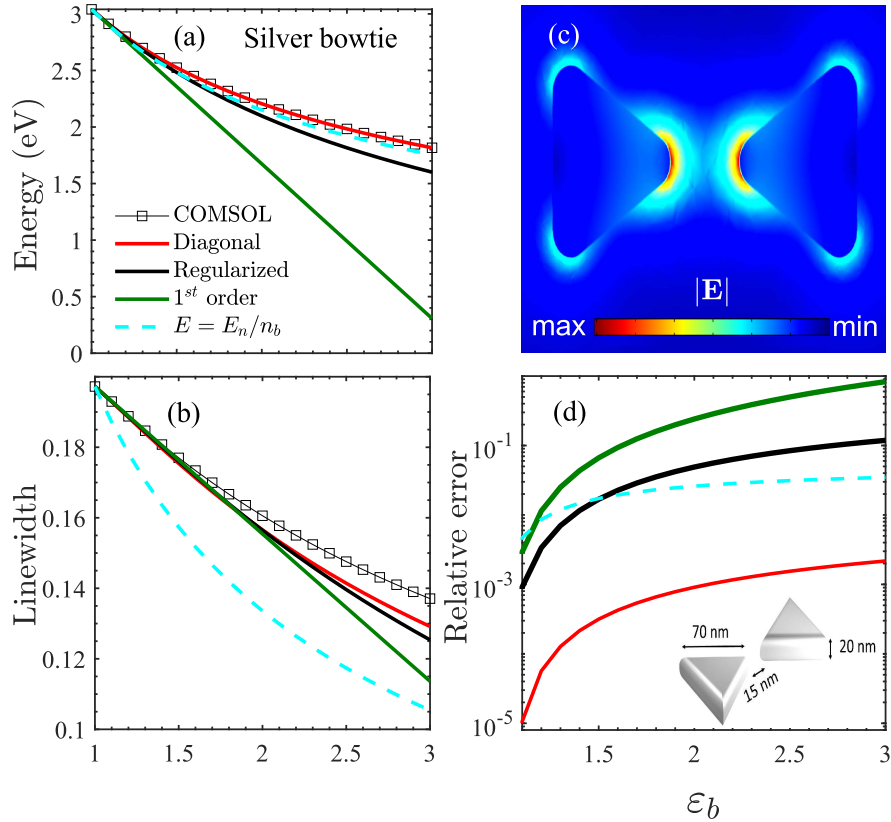 (a) Silver bowtie
Energy (eV)
3
2.5
2
1.5
1
0.5
0
COMSOL
Diagonal
Regularized
1st order
E = En/nb
(c)
|E|
max
min
(b)
Linewidth
0.18
0.16
0.14
0.12
0.1
1
1.5
2
2.5
3
(d)
Relative error
10-1
10-3
10-5
70 nm
20 nm
15 nm
1.5
2
2.5
3
εb